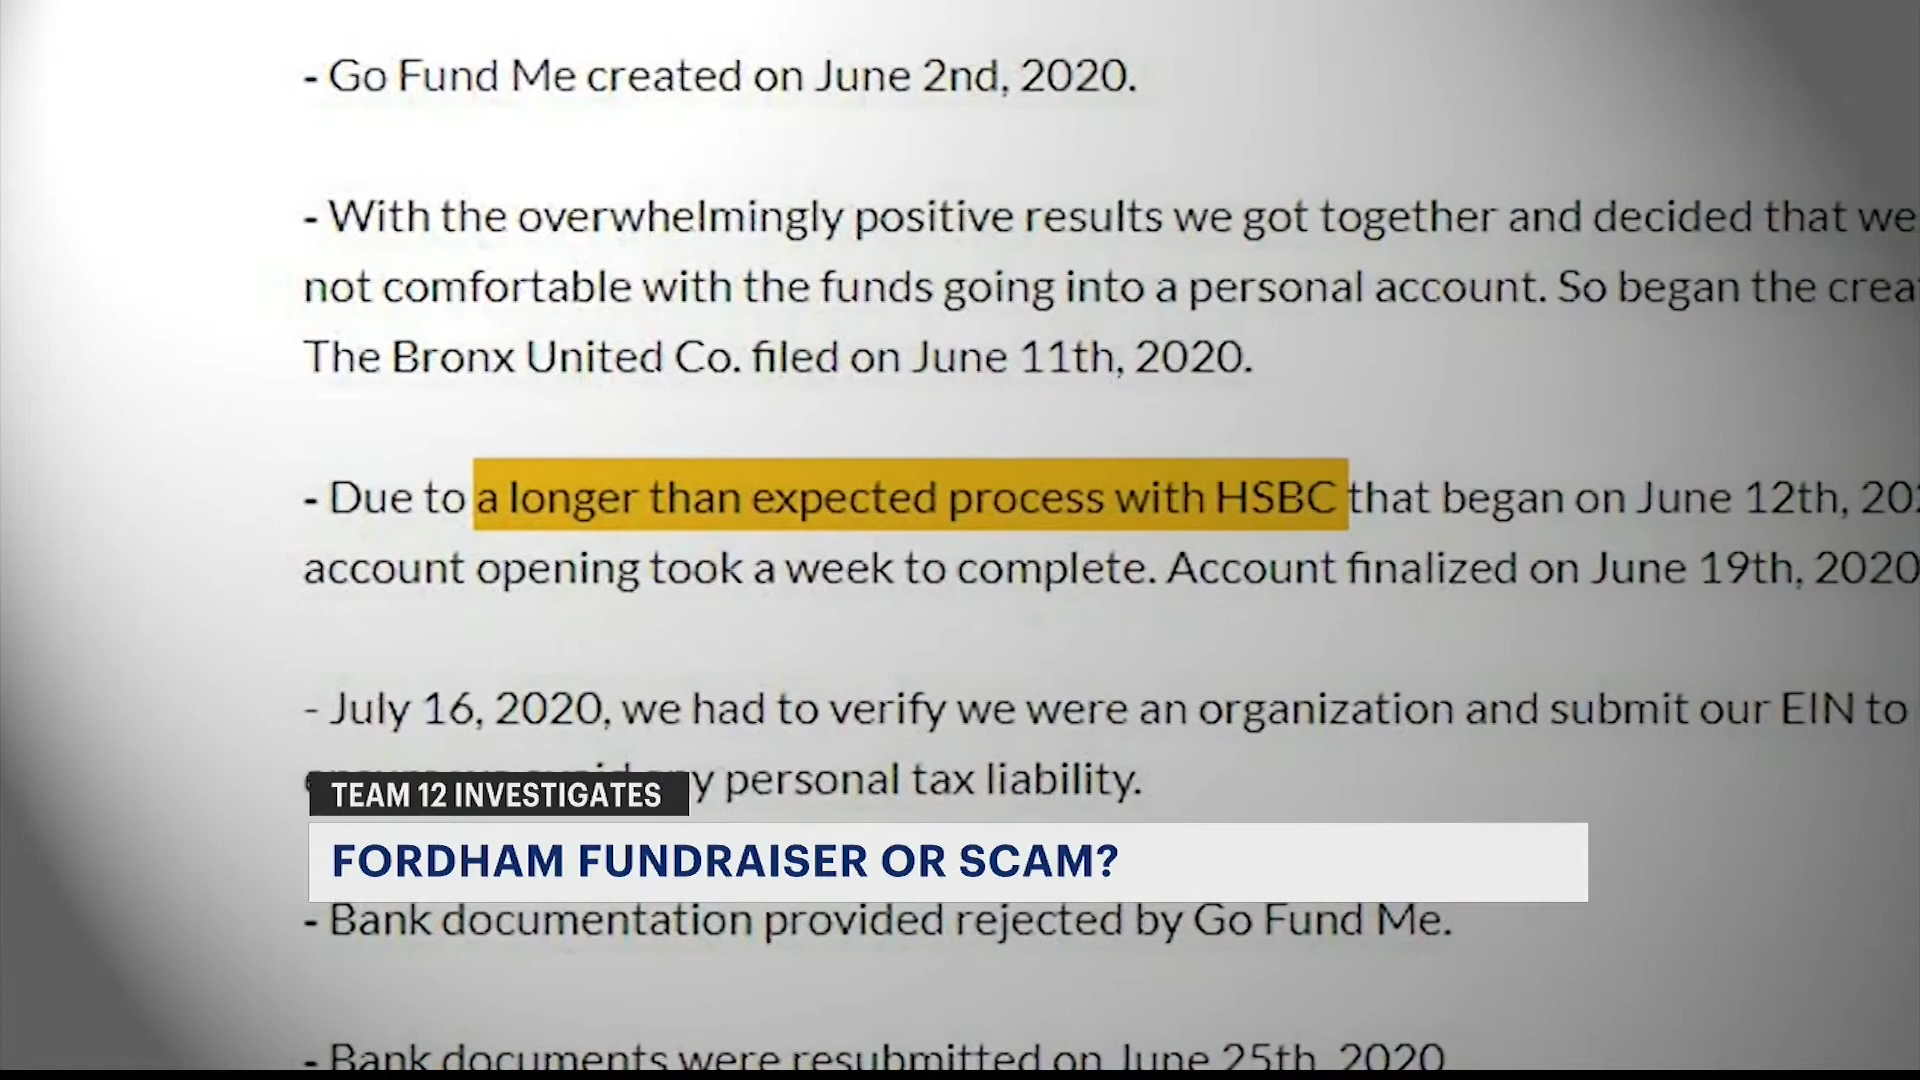 - Go Fund Me created on June 2nd, 2020.
- With the overwhelmingly positive results we got together and decided that we
not comfortable with the funds going into a personal account. So began the crea
The Bronx United Co. filed on June 11th, 2020.
- Due to a longer than expected process with HSBC that began on June 12th, 202
account opening took a week to complete. Account finalized on June 19th, 2020
- July 16, 2020, we had to verify we were an organization and submit our EIN to
y personal tax liability.
TEAM 12 INVESTIGATES
FORDHAM FUNDRAISER OR SCAM?
- Bank documentation provided rejected by Go Fund Me.
- Bank documents were resubmitted on June 25th, 2020